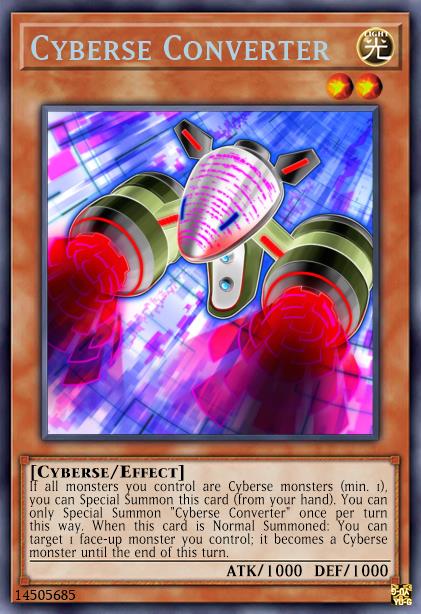 CYBERSE CONVERTER
LIGHT
光
[CYBERSE/EFFECT]
If all monsters you control are Cyberse monsters (min. 1),
you can Special Summon this card (from your hand). You can
only Special Summon "Cyberse Converter" once per turn
this way. When this card is Normal Summoned: You can
target 1 face-up monster you control; it becomes a Cyberse
monster until the end of this turn.
ATK/1000 DEF/1000
14505685